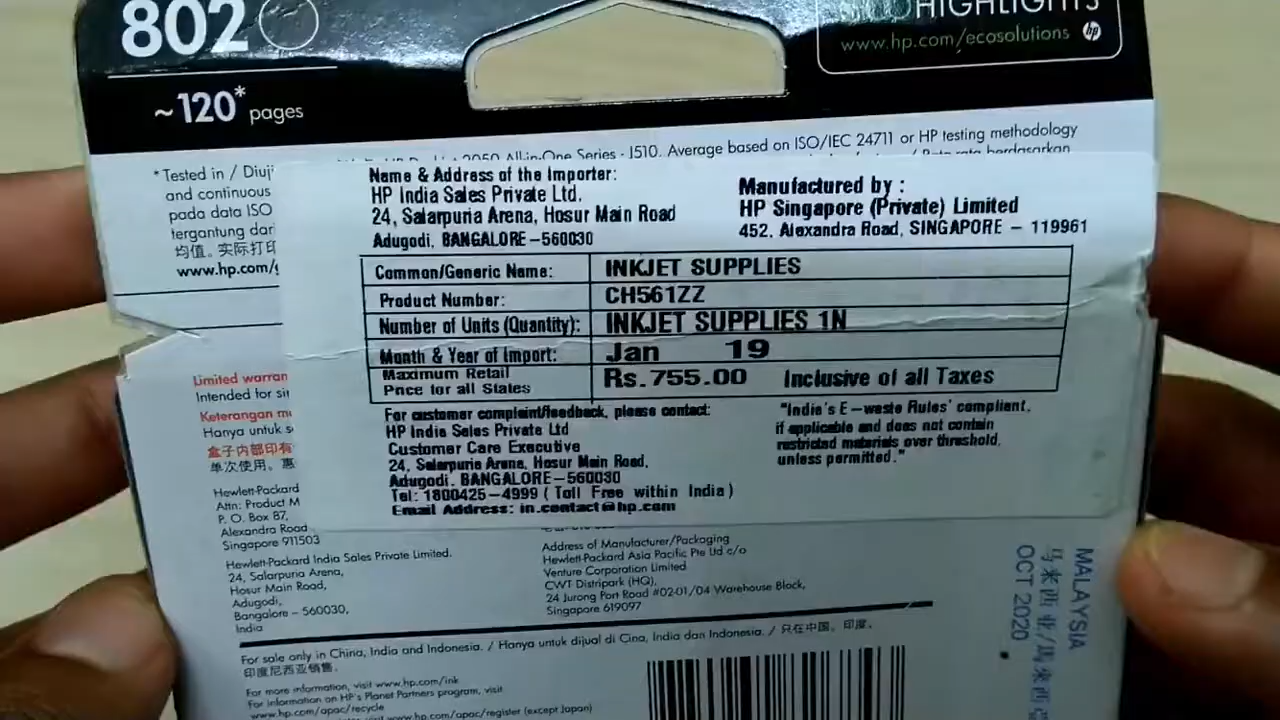 802
HIGHLIGHTS
www.hp.com/ecosolutions hp
~120* pages
2050 All-in-One Series - J510. Average based on ISO/IEC 24711 or HP testing methodology
* Tested in / Diuji
and continuous
pada data ISO
tergantung dar
均值。实际打印
www.hp.com/
Name & Address of the Importer:
HP India Sales Private Ltd.
24, Salarpuria Arena, Hosur Main Road
Adugodi, BANGALORE-560030
Manufactured by :
HP Singapore (Private) Limited
452, Alexandra Road, SINGAPORE - 119961
Common/Generic Name: INKJET SUPPLIES
Product Number: CH561ZZ
Number of Units (Quantity): INKJET SUPPLIES 1N
Month & Year of Import: Jan 19
Maximum Retail
Price for all States Rs.755.00 Inclusive of all Taxes
For customer complaint/feedback, please contact:
HP India Sales Private Ltd
Customer Care Executive
24, Salarpuria Arena, Hosur Main Road,
Adugodi, BANGALORE-560030
Tel: 1800425-4999 ( Toll Free within India )
Email Address: in.contact@hp.com
"India's E-waste Rules' compliant,
if applicable and does not contain
restricted materials over threshold,
unless permitted."
Limited warran
Intended for sin
Keterangan m
Hanya untuk s
盒子内部印有
单次使用。惠
Hewlett-Packard
Attn: Product M
P. O. Box 87,
Alexandra Road
Singapore 911503
Hewlett-Packard India Sales Private Limited.
24, Salarpuria Arena,
Hosur Main Road,
Adugodi,
Bangalore - 560030,
India
Address of Manufacturer/Packaging
Hewlett-Packard Asia Pacific Pte Ltd c/o
Venture Corporation Limited
CWT Distripark (HQ),
24 Jurong Port Road #02-01/04 Warehouse Block,
Singapore 619097
MALAYSIA
马来西亚/馬來西亞
OCT 2020
For sale only in China, India and Indonesia. / Hanya untuk dijual di Cina, India dan Indonesia. / 只在中国、印度、
印度尼西亚销售。
For more information, visit www.hp.com/ink
For information on HP's Planet Partners program, visit
www.hp.com/apac/recycle
www.hp.com/apac/register (except Japan)